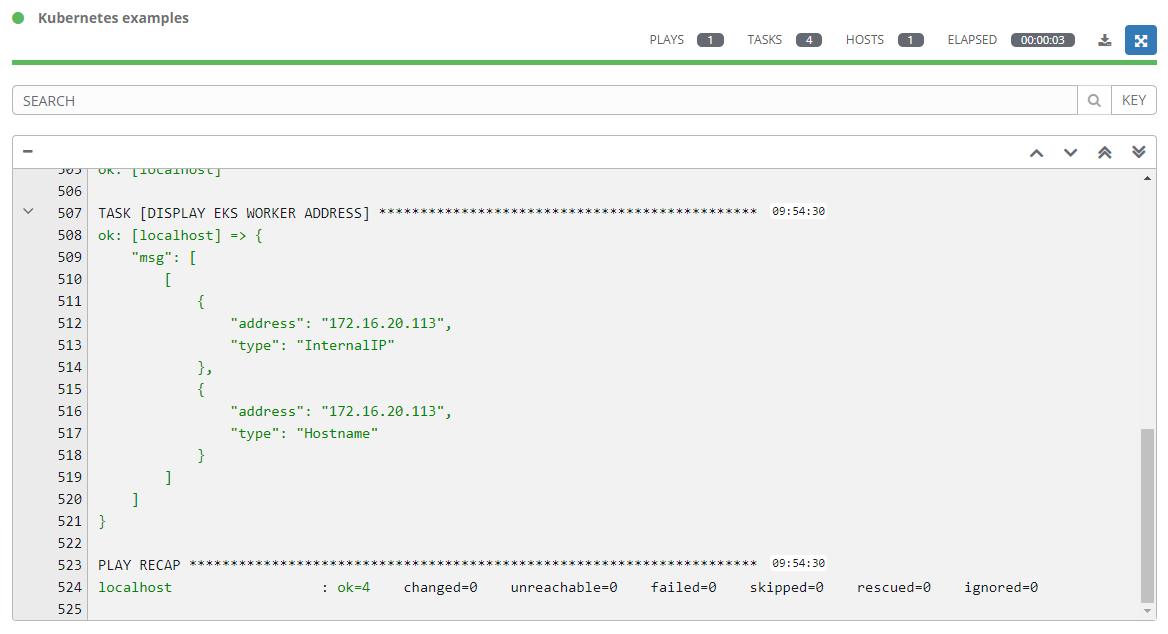 Kubernetes examples
PLAYS 1 TASKS 4 HOSTS 1 ELAPSED 00:00:03
SEARCH KEY
505 ok: [localhost]
506
507 TASK [DISPLAY EKS WORKER ADDRESS] ********************************************** 09:54:30
508 ok: [localhost] => {
509     "msg": [
510         [
511             {
512                 "address": "172.16.20.113",
513                 "type": "InternalIP"
514             },
515             {
516                 "address": "172.16.20.113",
517                 "type": "Hostname"
518             }
519         ]
520     ]
521 }
522
523 PLAY RECAP ********************************************************************* 09:54:30
524 localhost                  : ok=4    changed=0    unreachable=0    failed=0    skipped=0    rescued=0    ignored=0
525